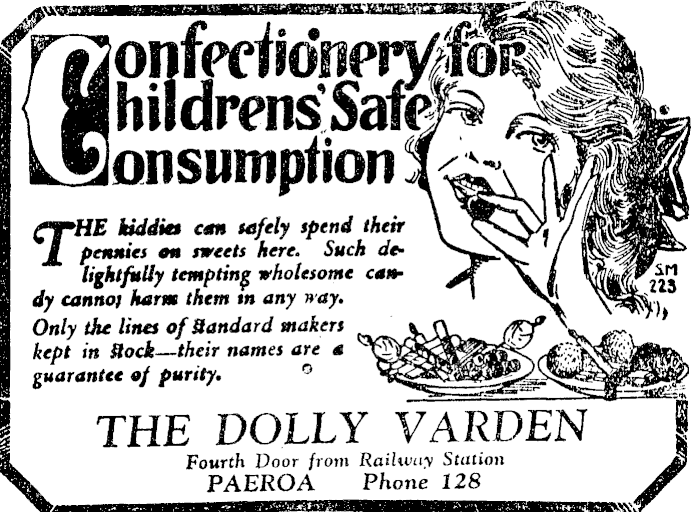 Confectionery for
Childrens' Safe
Consumption
THE kiddies can safely spend their
pennies on sweets here. Such de-
lightfully tempting wholesome can-
dy cannot harm them in any way.
Only the lines of standard makers
kept in stock—their names are a
guarantee of purity.
S.M
223
THE DOLLY VARDEN
Fourth Door from Railway Station
PAEROA Phone 128